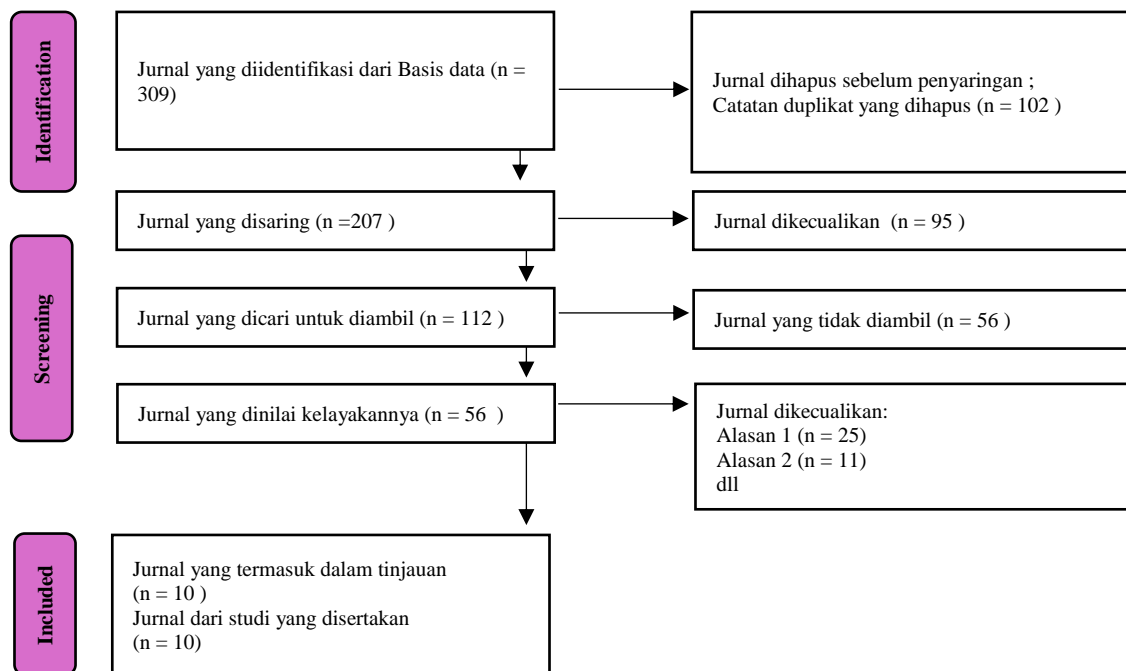 Identification
Jurnal yang diidentifikasi dari Basis data (n =
309)
Jurnal dihapus sebelum penyaringan ;
Catatan duplikat yang dihapus (n = 102 )
Screening
Jurnal yang disaring (n =207 )
Jurnal dikecualikan  (n = 95 )
Jurnal yang dicari untuk diambil (n = 112 )
Jurnal yang tidak diambil (n = 56 )
Jurnal yang dinilai kelayakannya (n = 56  )
Jurnal dikecualikan:
Alasan 1 (n = 25)
Alasan 2 (n = 11)
dll
Included
Jurnal yang termasuk dalam tinjauan
(n = 10 )
Jurnal dari studi yang disertakan
(n = 10)